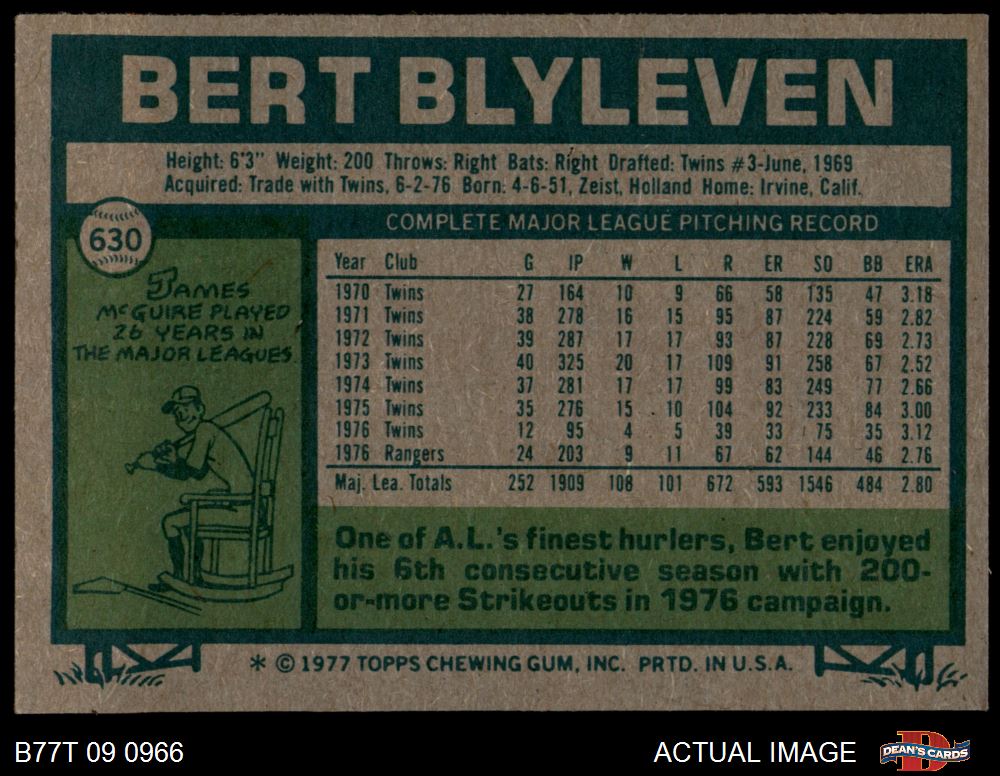 BERT BLYLEVEN
Height: 6'3" Weight: 200 Throws: Right Bats: Right Drafted: Twins #3-June, 1969
Acquired: Trade with Twins, 6-2-76 Born: 4-6-51, Zeist, Holland Home: Irvine, Calif.
630
JAMES
McGUIRE PLAYED
26 YEARS IN
THE MAJOR LEAGUES
COMPLETE MAJOR LEAGUE PITCHING RECORD
Year Club G IP W L R ER SO BB ERA
1970 Twins 27 164 10 9 66 58 135 47 3.18
1971 Twins 38 278 16 15 95 87 224 59 2.82
1972 Twins 39 287 17 17 93 87 228 69 2.73
1973 Twins 40 325 20 17 109 91 258 67 2.52
1974 Twins 37 281 17 17 99 83 249 77 2.66
1975 Twins 35 276 15 10 104 92 233 84 3.00
1976 Twins 12 95 4 5 39 33 75 35 3.12
1976 Rangers 24 203 9 11 67 62 144 46 2.76
Maj. Lea. Totals 252 1909 108 101 672 593 1546 484 2.80
One of A.L.'s finest hurlers, Bert enjoyed
his 6th consecutive season with 200-
or-more Strikeouts in 1976 campaign.
* © 1977 TOPPS CHEWING GUM, INC. PRTD. IN U.S.A.
B77T 09 0966
ACTUAL IMAGE
D
DEAN'S CARDS